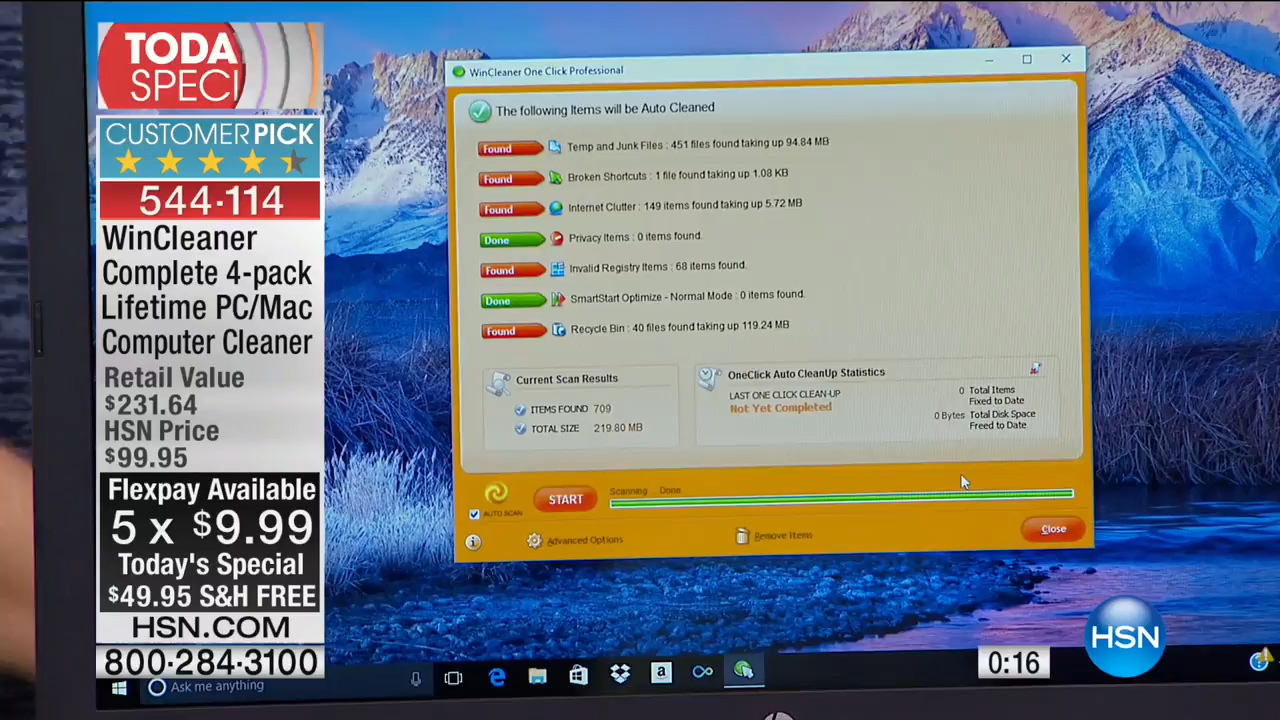 TODA
SPECI
CUSTOMER PICK
544-114
WinCleaner
Complete 4-pack
Lifetime PC/Mac
Computer Cleaner
Retail Value
$231.64
HSN Price
$99.95
Flexpay Available
5 x $9.99
Today's Special
$49.95 S&H FREE
HSN.COM
800-284-3100
WinCleaner One Click Professional
The following Items will be Auto Cleaned
Found Temp and Junk Files : 451 files found taking up 94.84 MB
Found Broken Shortcuts : 1 file found taking up 1.08 KB
Found Internet Clutter : 149 items found taking up 5.72 MB
Done Privacy Items : 0 items found.
Found Invalid Registry Items : 68 items found.
Done SmartStart Optimize - Normal Mode : 0 items found.
Found Recycle Bin : 40 files found taking up 119.24 MB
Current Scan Results
ITEMS FOUND 709
TOTAL SIZE 219.80 MB
OneClick Auto CleanUp Statistics
LAST ONE CLICK CLEAN-UP
Not Yet Completed
0 Total Items
Fixed to Date
0 Bytes Total Disk Space
Freed to Date
AUTO SCAN
START
Scanning Done
Advanced Options
Remove Items
Close
Ask me anything
a
0:16
HSN